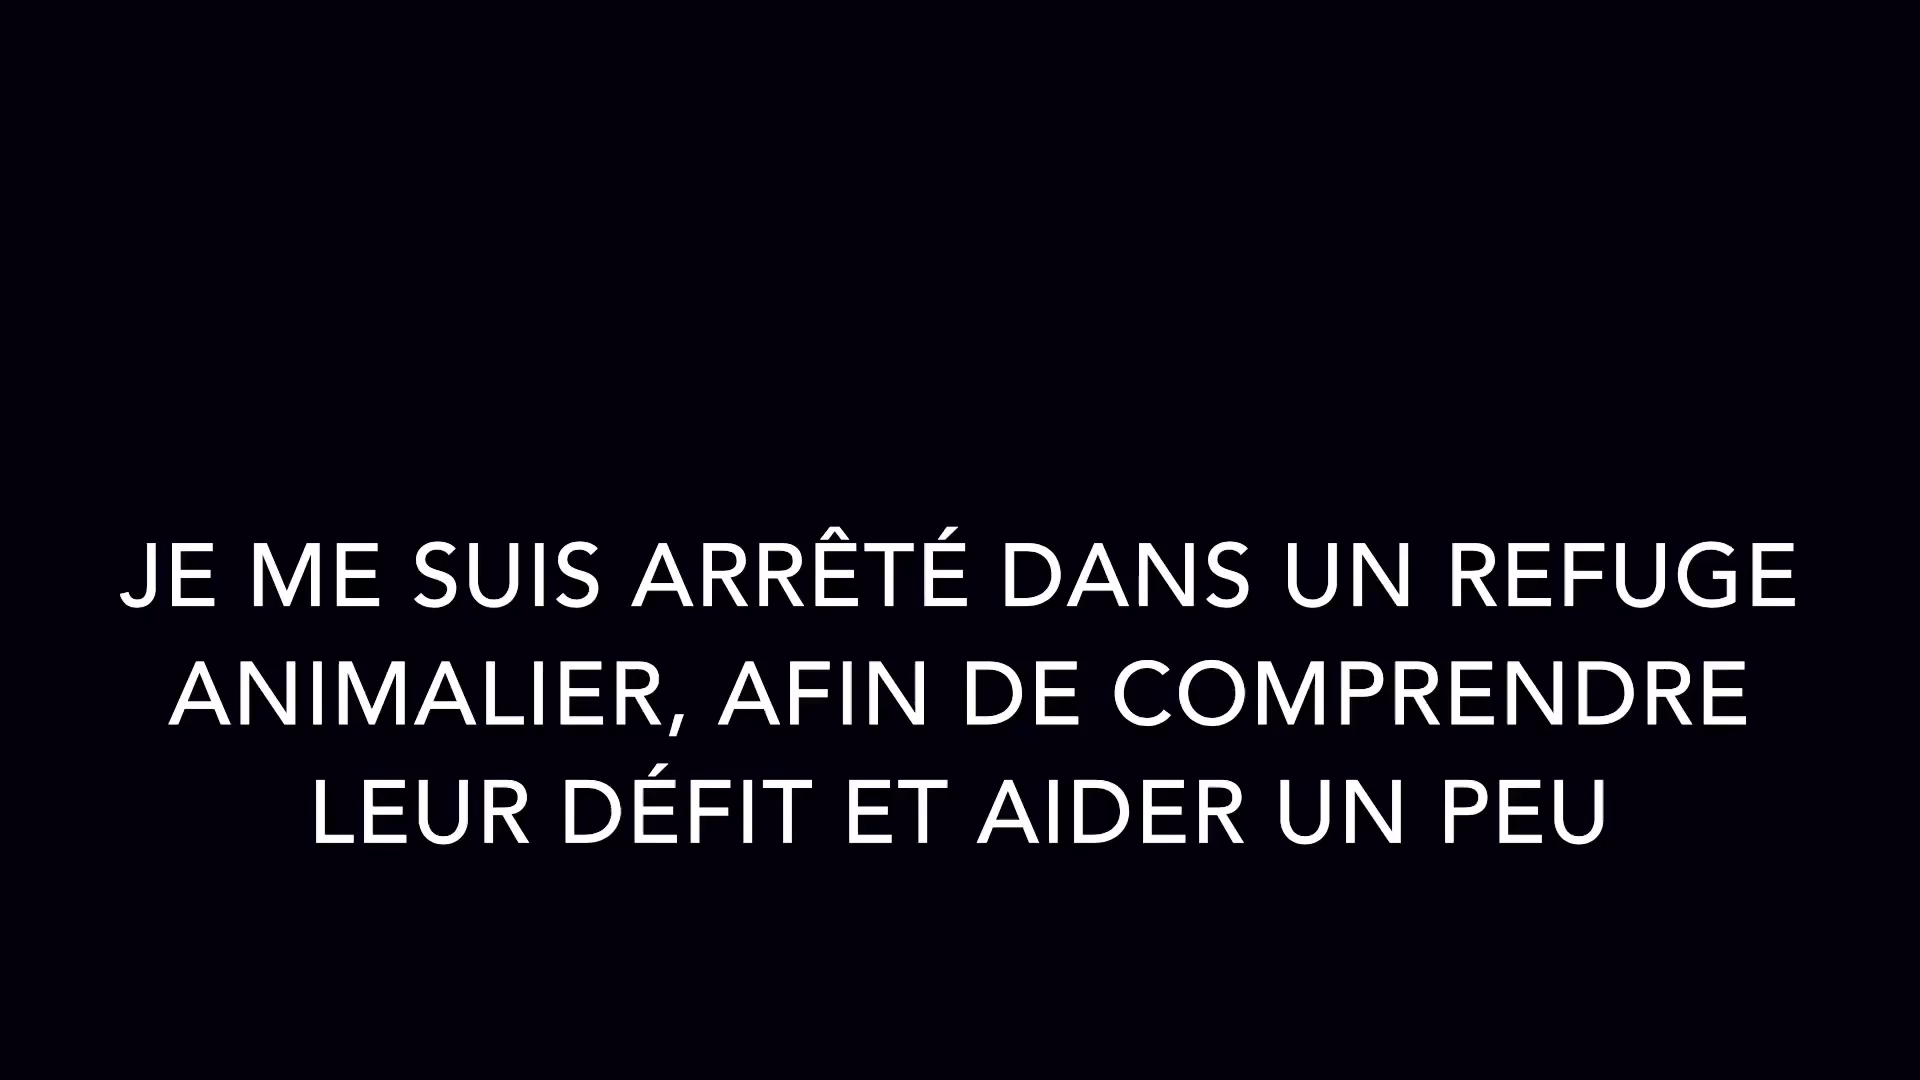 JE ME SUIS ARRÊTÉ DANS UN REFUGE
ANIMALIER, AFIN DE COMPRENDRE
LEUR DÉFIT ET AIDER UN PEU